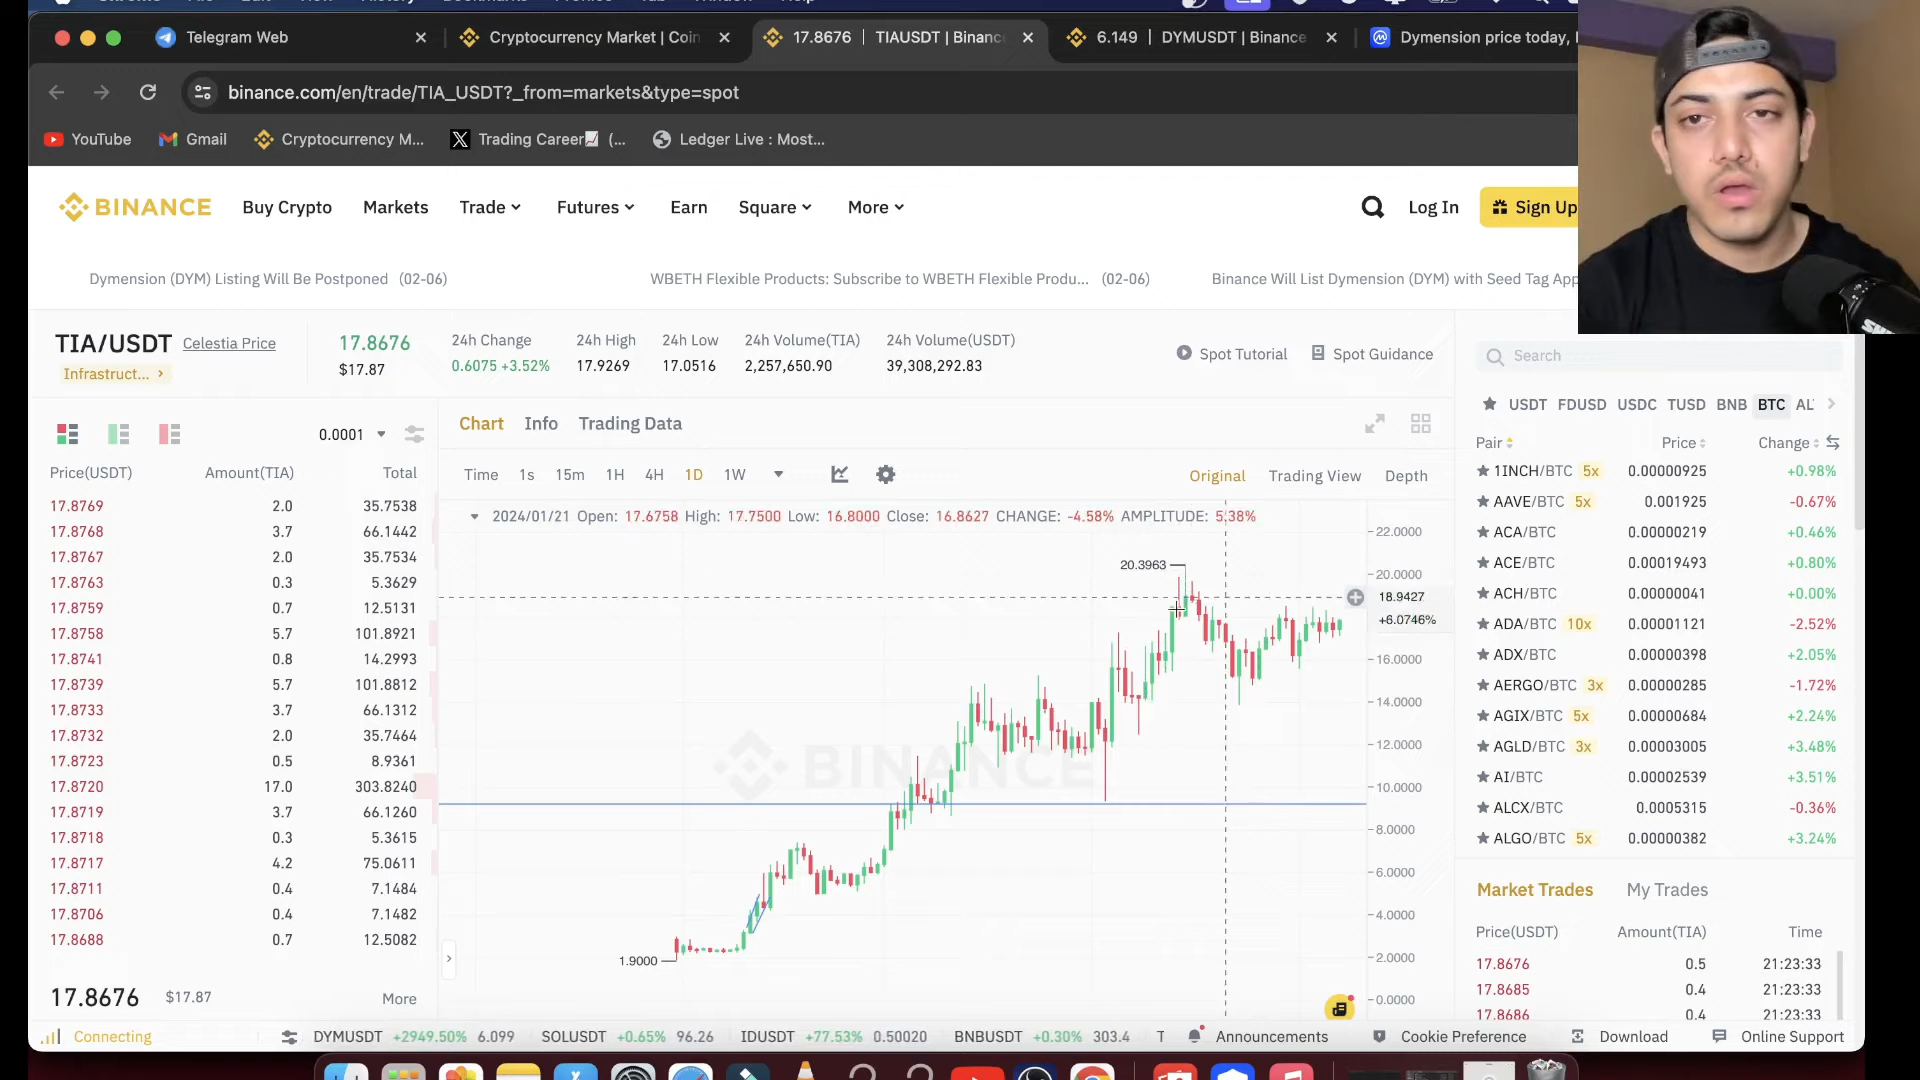 Telegram Web
Cryptocurrency Market | Coin
17.8676 | TIAUSDT | Binanc
6.149 | DYMUSDT | Binance
Dymension price today,
binance.com/en/trade/TIA_USDT?_from=markets&type=spot
YouTube
Gmail
Cryptocurrency M...
Trading Career (...
Ledger Live : Most...
BINANCE
Buy Crypto
Markets
Trade
Futures
Earn
Square
More
Log In
Sign Up
Dymension (DYM) Listing Will Be Postponed (02-06)
WBETH Flexible Products: Subscribe to WBETH Flexible Produ... (02-06)
Binance Will List Dymension (DYM) with Seed Tag App
TIA/USDT
Celestia Price
Infrastruct... >
17.8676
$17.87
24h Change
0.6075 +3.52%
24h High
17.9269
24h Low
17.0516
24h Volume(TIA)
2,257,650.90
24h Volume(USDT)
39,308,292.83
Spot Tutorial
Spot Guidance
0.0001
Price(USDT) Amount(TIA) Total
17.8769 2.0 35.7538
17.8768 3.7 66.1442
17.8767 2.0 35.7534
17.8763 0.3 5.3629
17.8759 0.7 12.5131
17.8758 5.7 101.8921
17.8741 0.8 14.2993
17.8739 5.7 101.8812
17.8733 3.7 66.1312
17.8732 2.0 35.7464
17.8723 0.5 8.9361
17.8720 17.0 303.8240
17.8719 3.7 66.1260
17.8718 0.3 5.3615
17.8717 4.2 75.0611
17.8711 0.4 7.1484
17.8706 0.4 7.1482
17.8688 0.7 12.5082
17.8676 $17.87 More
Chart Info Trading Data
Time 1s 15m 1H 4H 1D 1W
Original Trading View Depth
2024/01/21 Open: 17.6758 High: 17.7500 Low: 16.8000 Close: 16.8627 CHANGE: -4.58% AMPLITUDE: 5.38%
22.0000
20.3963
20.0000
18.9427
+6.0746%
16.0000
14.0000
12.0000
BINANCE
10.0000
8.0000
6.0000
4.0000
1.9000
2.0000
0.0000
Search
USDT FDUSD USDC TUSD BNB BTC AL
Pair Price Change
1INCH/BTC 5x 0.00000925 +0.98%
AAVE/BTC 5x 0.001925 -0.67%
ACA/BTC 0.00000219 +0.46%
ACE/BTC 0.00019493 +0.80%
ACH/BTC 0.00000041 +0.00%
ADA/BTC 10x 0.00001121 -2.52%
ADX/BTC 0.00000398 +2.05%
AERGO/BTC 3x 0.00000285 -1.72%
AGIX/BTC 5x 0.00000684 +2.24%
AGLD/BTC 3x 0.00003005 +3.48%
AI/BTC 0.00002539 +3.51%
ALCX/BTC 0.0005315 -0.36%
ALGO/BTC 5x 0.00000382 +3.24%
Market Trades My Trades
Price(USDT) Amount(TIA) Time
17.8676 0.5 21:23:33
17.8685 0.4 21:23:33
17.8686 0.4 21:23:33
Connecting
DYMUSDT +2949.50% 6.099
SOLUSDT +0.65% 96.26
IDUSDT +77.53% 0.50020
BNBUSDT +0.30% 303.4
T
Announcements
Cookie Preference
Download
Online Support